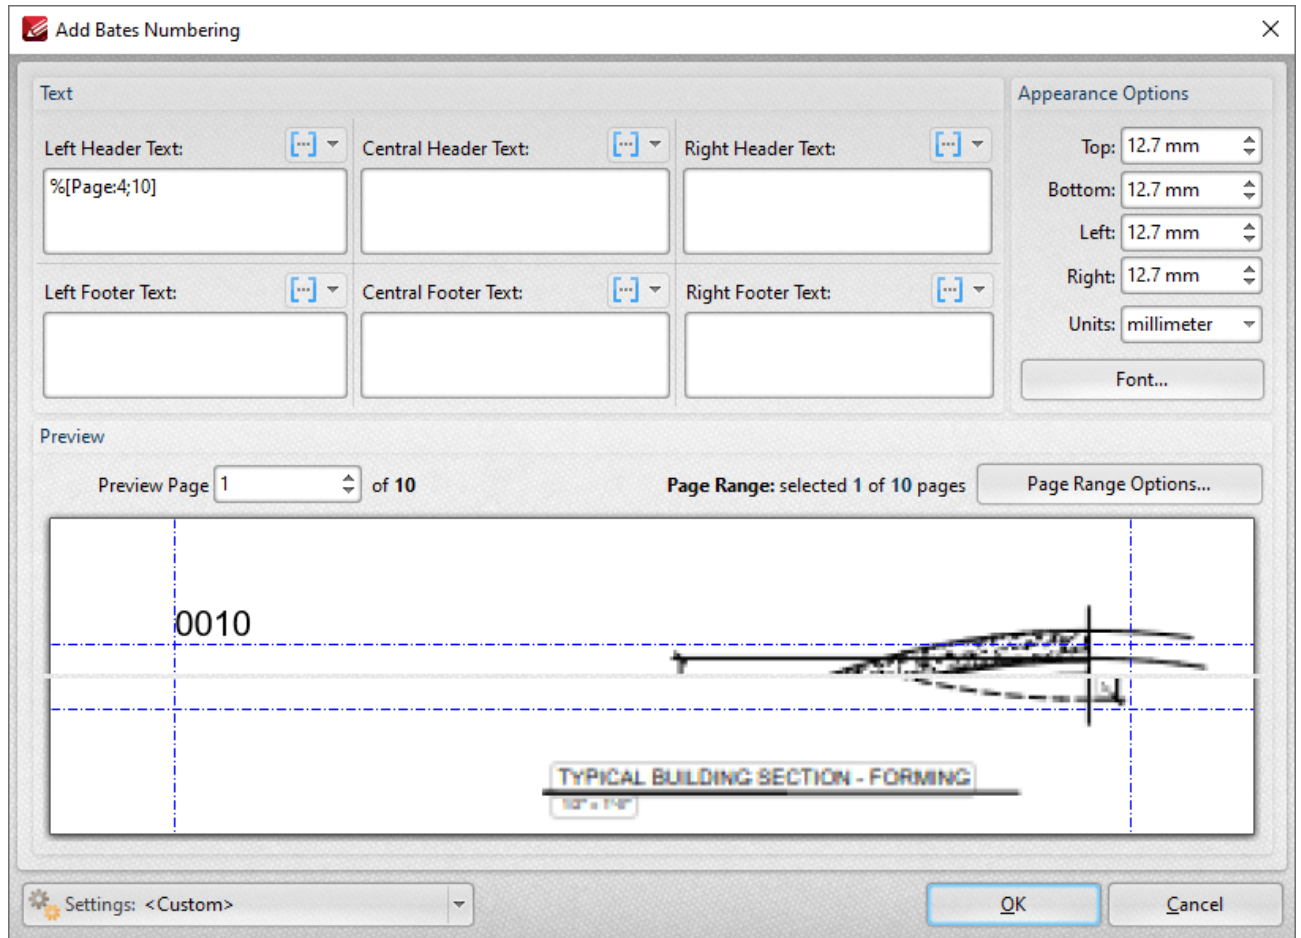 Add Bates Numbering
Text
Appearance Options
Left Header Text:
Central Header Text:
Right Header Text:
%[Page:4;10]
Top: 12.7 mm
Bottom: 12.7 mm
Left: 12.7 mm
Right: 12.7 mm
Units: millimeter
Font...
Left Footer Text:
Central Footer Text:
Right Footer Text:
Preview
Preview Page 1 of 10
Page Range: selected 1 of 10 pages
Page Range Options...
0010
TYPICAL BUILDING SECTION - FORMING
Settings: <Custom>
OK
Cancel